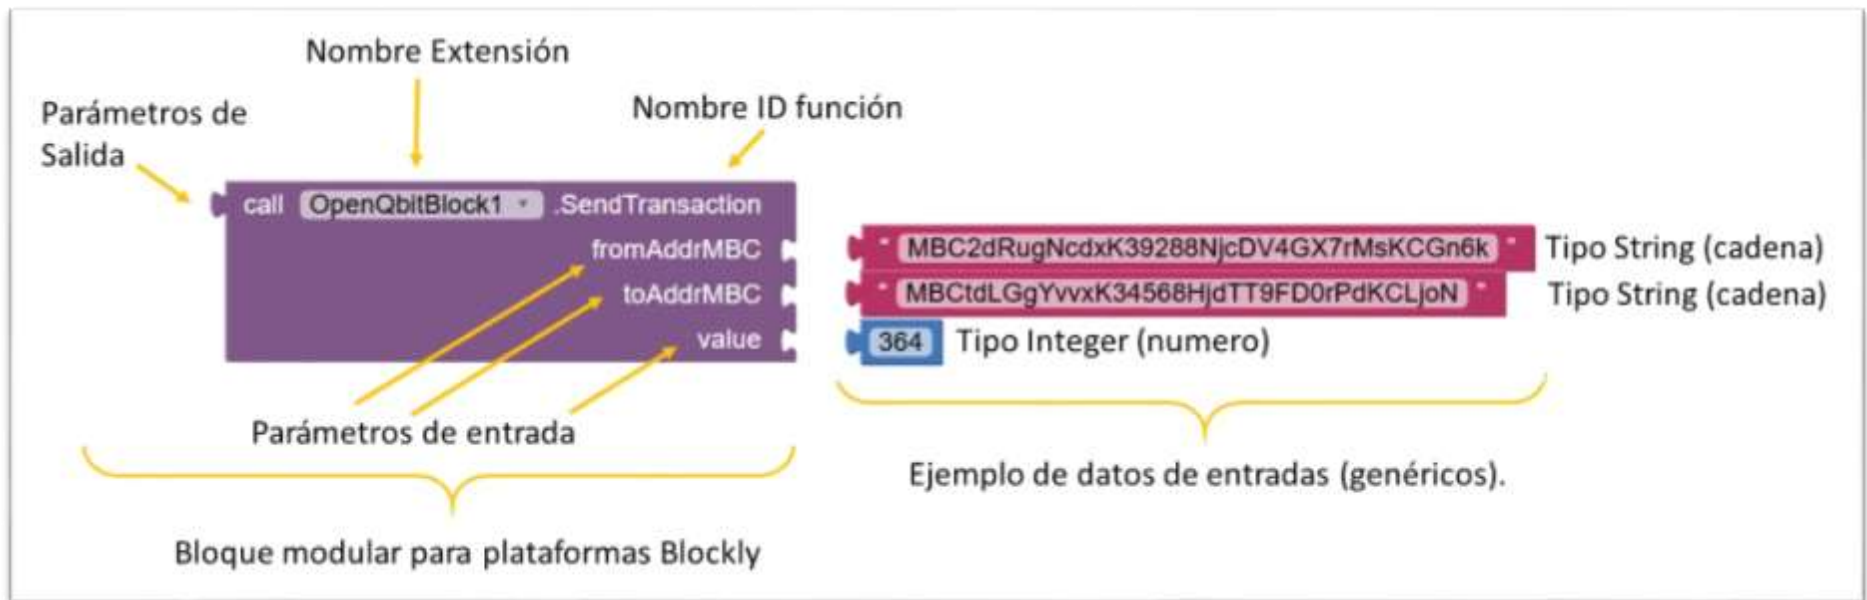 Nombre Extensión
Nombre ID función
Parámetros de
Salida
call OpenQbitBlock1 .SendTransaction
fromAddrMBC " MBC2dRugNcdxK39288NjcDV4GX7rMsKCGn6k " Tipo String (cadena)
toAddrMBC " MBCtdLGgYvvxK34568HjdTT9FD0rPdKCLjoN " Tipo String (cadena)
value 364 Tipo Integer (numero)
Parámetros de entrada
Ejemplo de datos de entradas (genéricos).
Bloque modular para plataformas Blockly